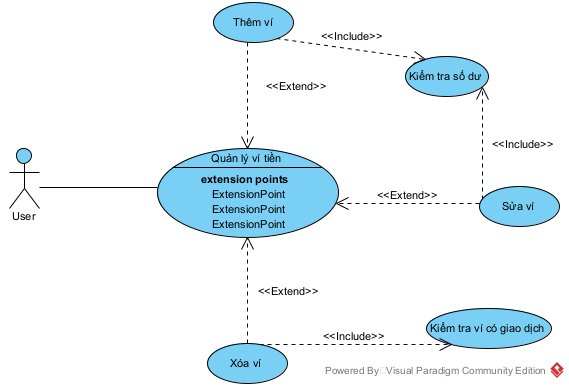 Thêm ví
<<Include>>
Kiểm tra số dư
<<Extend>>
Quản lý ví tiền
extension points
ExtensionPoint
ExtensionPoint
ExtensionPoint
User
<<Include>>
<<Extend>>
Sửa ví
<<Extend>>
Kiểm tra ví có giao dịch
<<Include>>
Xóa ví
Powered By Visual Paradigm Community Edition